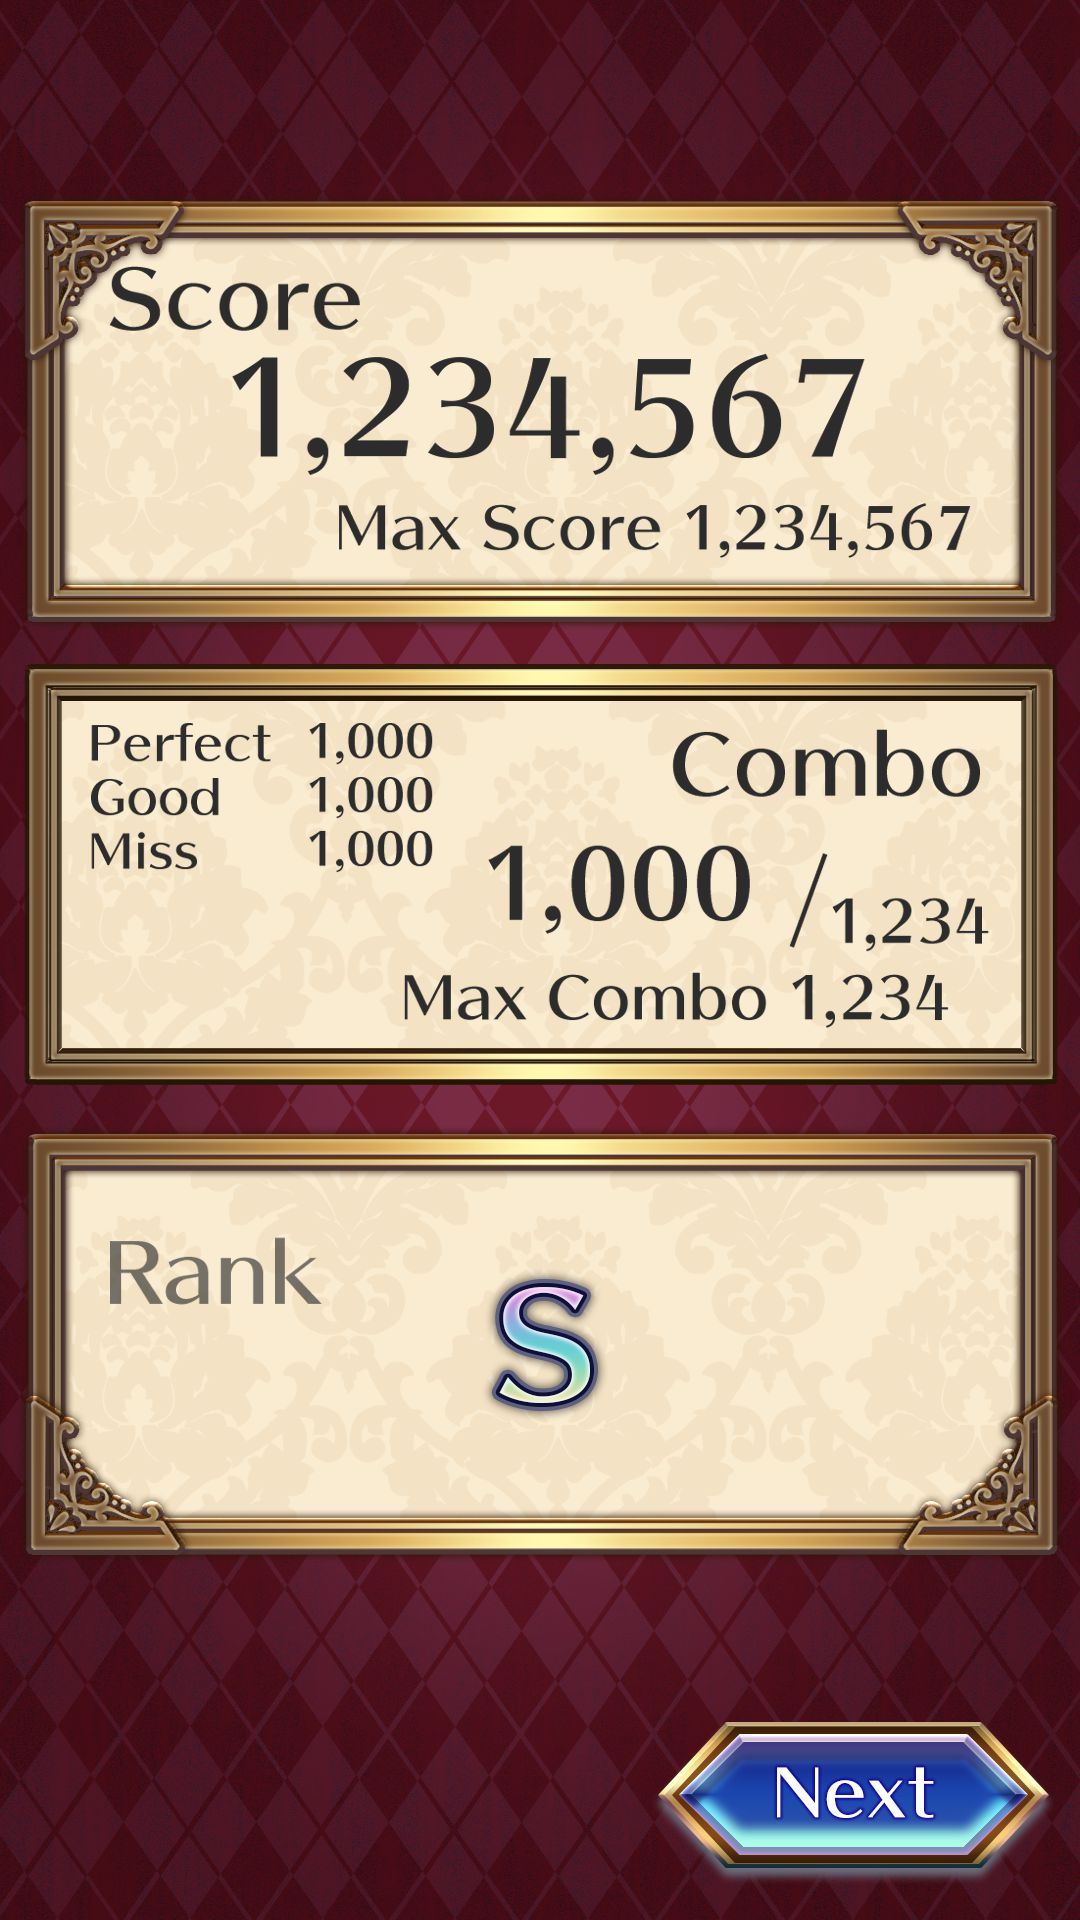 Score
1,234,567
Max Score 1,234,567
Perfect 1,000
Good 1,000
Miss 1,000
Combo
1,000 /1,234
Max Combo 1,234
Rank
S
Next